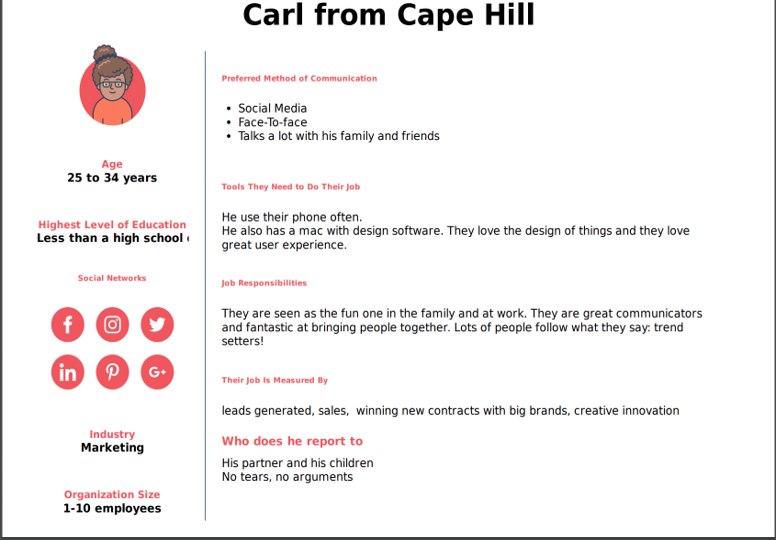 Carl from Cape Hill
Age
25 to 34 years
Highest Level of Education
Less than a high school
Social Networks
f
in
G+
Industry
Marketing
Organization Size
1-10 employees
Preferred Method of Communication
• Social Media
• Face-To-face
• Talks a lot with his family and friends
Tools They Need to Do Their Job
He use their phone often.
He also has a mac with design software. They love the design of things and they love
great user experience.
Job Responsibilities
They are seen as the fun one in the family and at work. They are great communicators
and fantastic at bringing people together. Lots of people follow what they say: trend
setters!
Their Job Is Measured By
leads generated, sales,  winning new contracts with big brands, creative innovation
Who does he report to
His partner and his children
No tears, no arguments